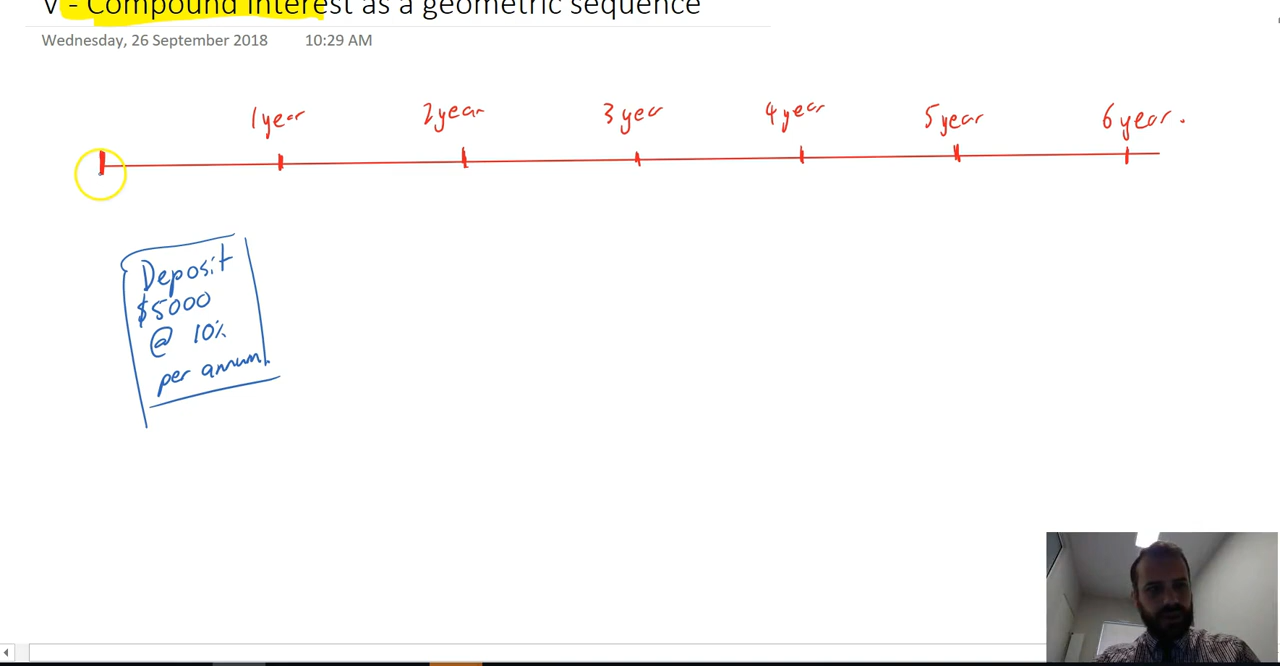 V - Compound interest as a geometric sequence
Wednesday, 26 September 2018 10:29 AM
1 year 2 year 3 year 4 year 5 year 6 year.
Deposit
$5000
@ 10%
per annum.